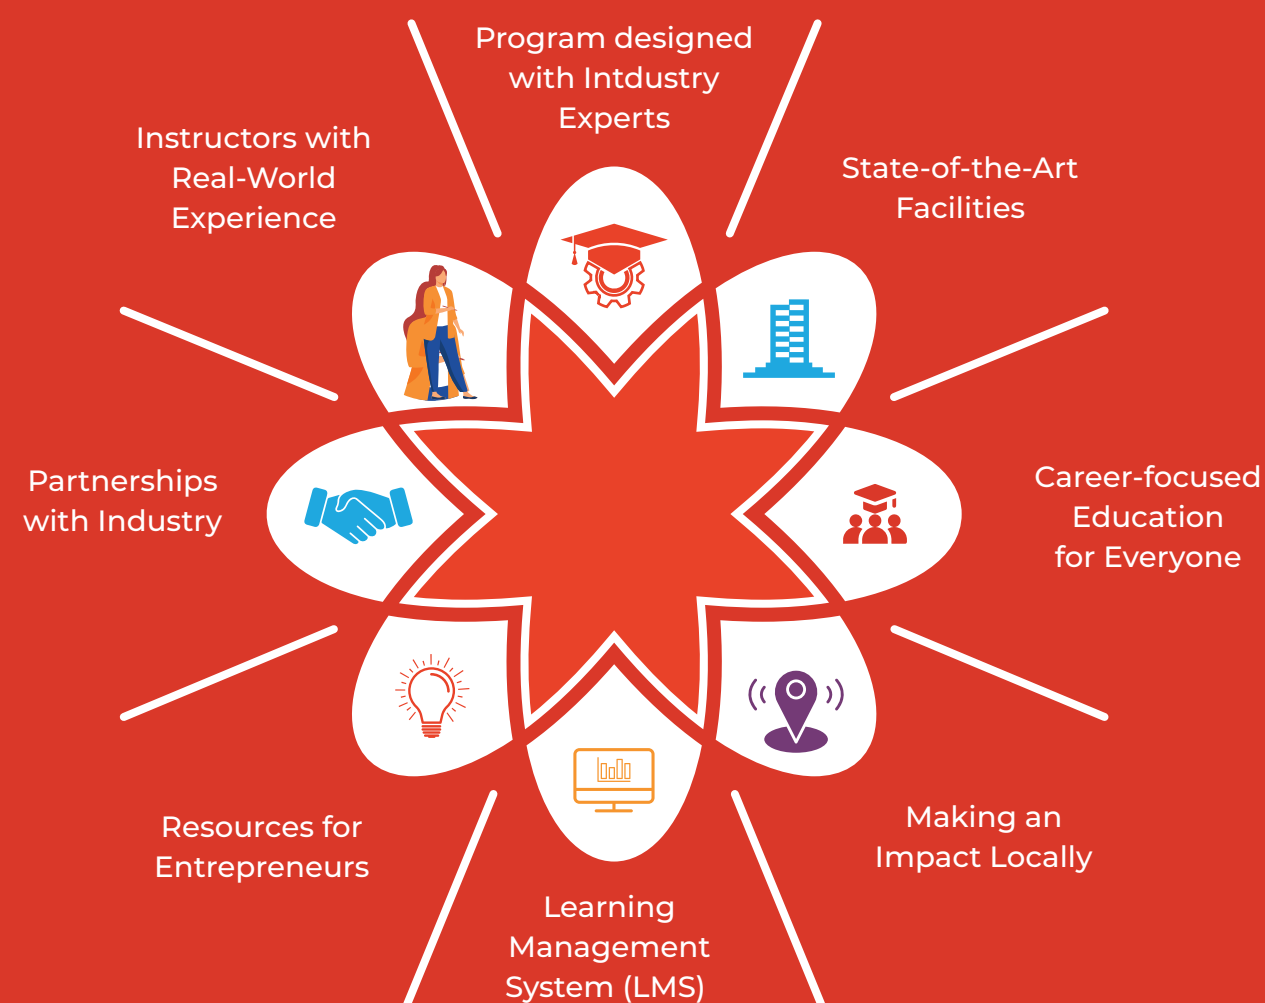 Program designed
with Intdustry
Experts
State-of-the-Art
Facilities
Career-focused
Education
for Everyone
Making an
Impact Locally
Learning
Management
System (LMS)
Resources for
Entrepreneurs
Partnerships
with Industry
Instructors with
Real-World
Experience